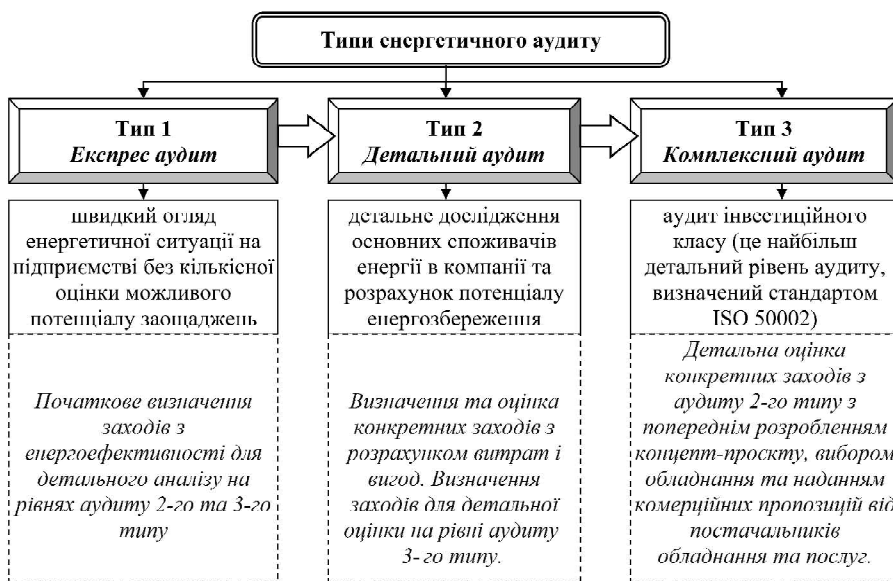 Типи енергетичного аудиту
Тип 1
Експрес аудит
Тип 2
Детальний аудит
Тип 3
Комплексний аудит
швидкий огляд
енергетичної ситуації на
підприємстві без кількісної
оцінки можливого
потенціалу заощаджень
детальне дослідження
основних споживачів
енергії в компанії та
розрахунок потенціалу
енергозбереження
аудит інвестиційного
класу (це найбільш
детальний рівень аудиту,
визначений стандартом
ISO 50002)
Початкове визначення
заходів з
енергоефективності для
детального аналізу на
рівнях аудиту 2-го та 3-го
типу
Визначення та оцінка
конкретних заходів з
розрахунком витрат і
вигод. Визначення
заходів для детальної
оцінки на рівні аудиту
3- го типу.
Детальна оцінка
конкретних заходів з
аудиту 2-го типу з
попереднім розробленням
концепт-проєкту, вибором
обладнання та наданням
комерційних пропозицій від
постачальників
обладнання та послуг.